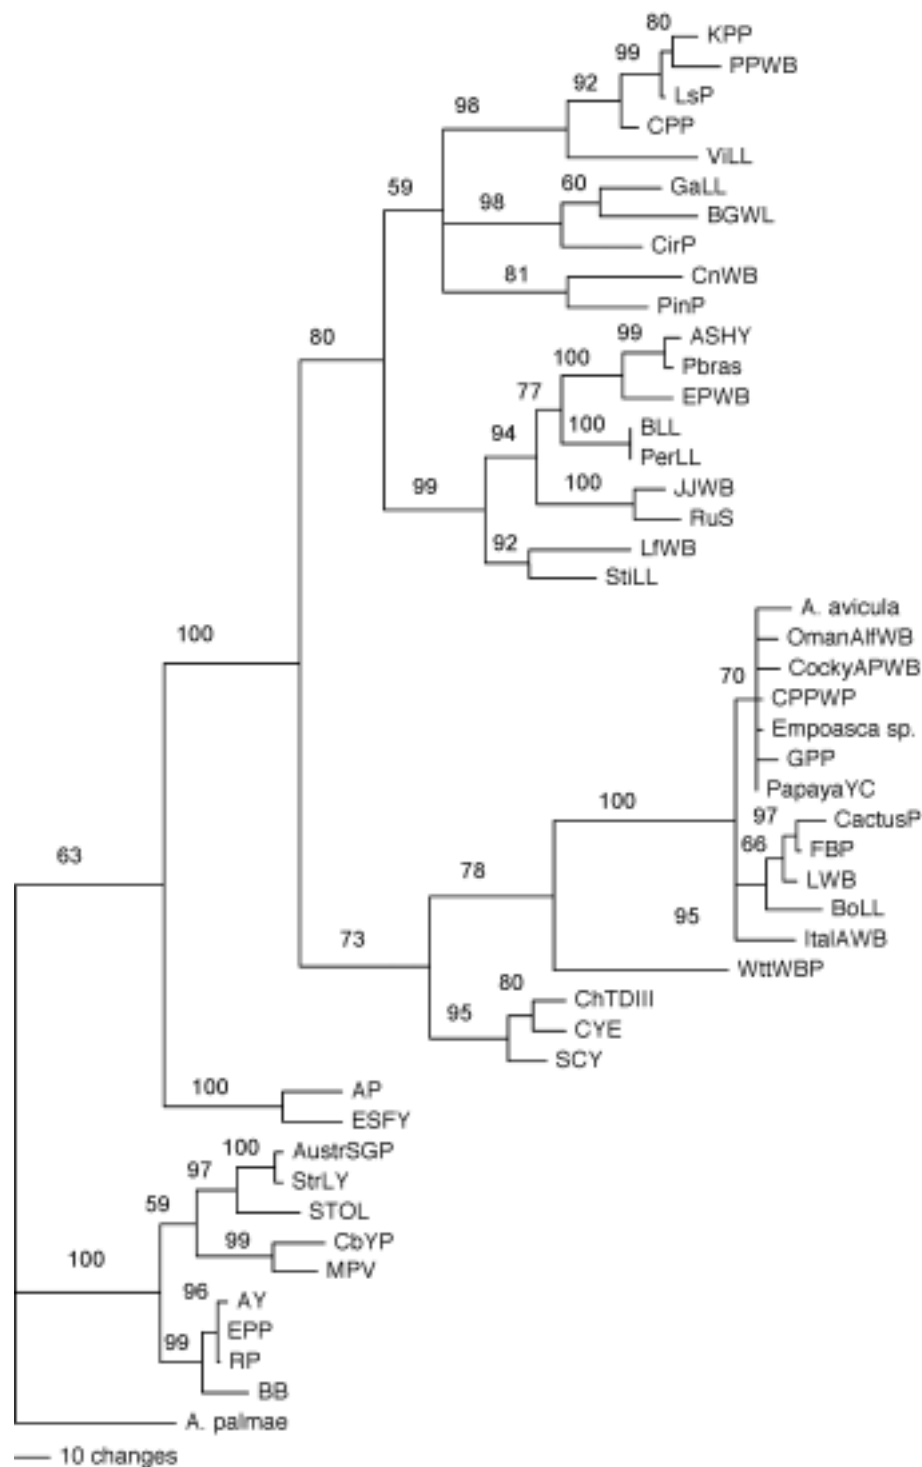 80
KPP
99
PPWB
92
LsP
98
CPP
ViLL
59
60
GaLL
98
BGWL
CirP
81
CnWB
PinP
80
99
ASHY
100
Pbras
77
EPWB
94
100
BLL
PerLL
99
100
JJWB
RuS
92
LfWB
StiLL
A. avicula
100
OmanAlfWB
70
CockyAPWB
CPPWP
Empoasca sp.
GPP
PapayaYC
100
97
CactusP
63
66
FBP
78
LWB
95
BoLL
73
ItalAWB
WttWBP
80
ChTDIII
95
CYE
SCY
100
AP
ESFY
100
AustrSGP
97
StrLY
59
STOL
99
CbYP
100
MPV
96
AY
99
EPP
RP
BB
A. palmae
10 changes